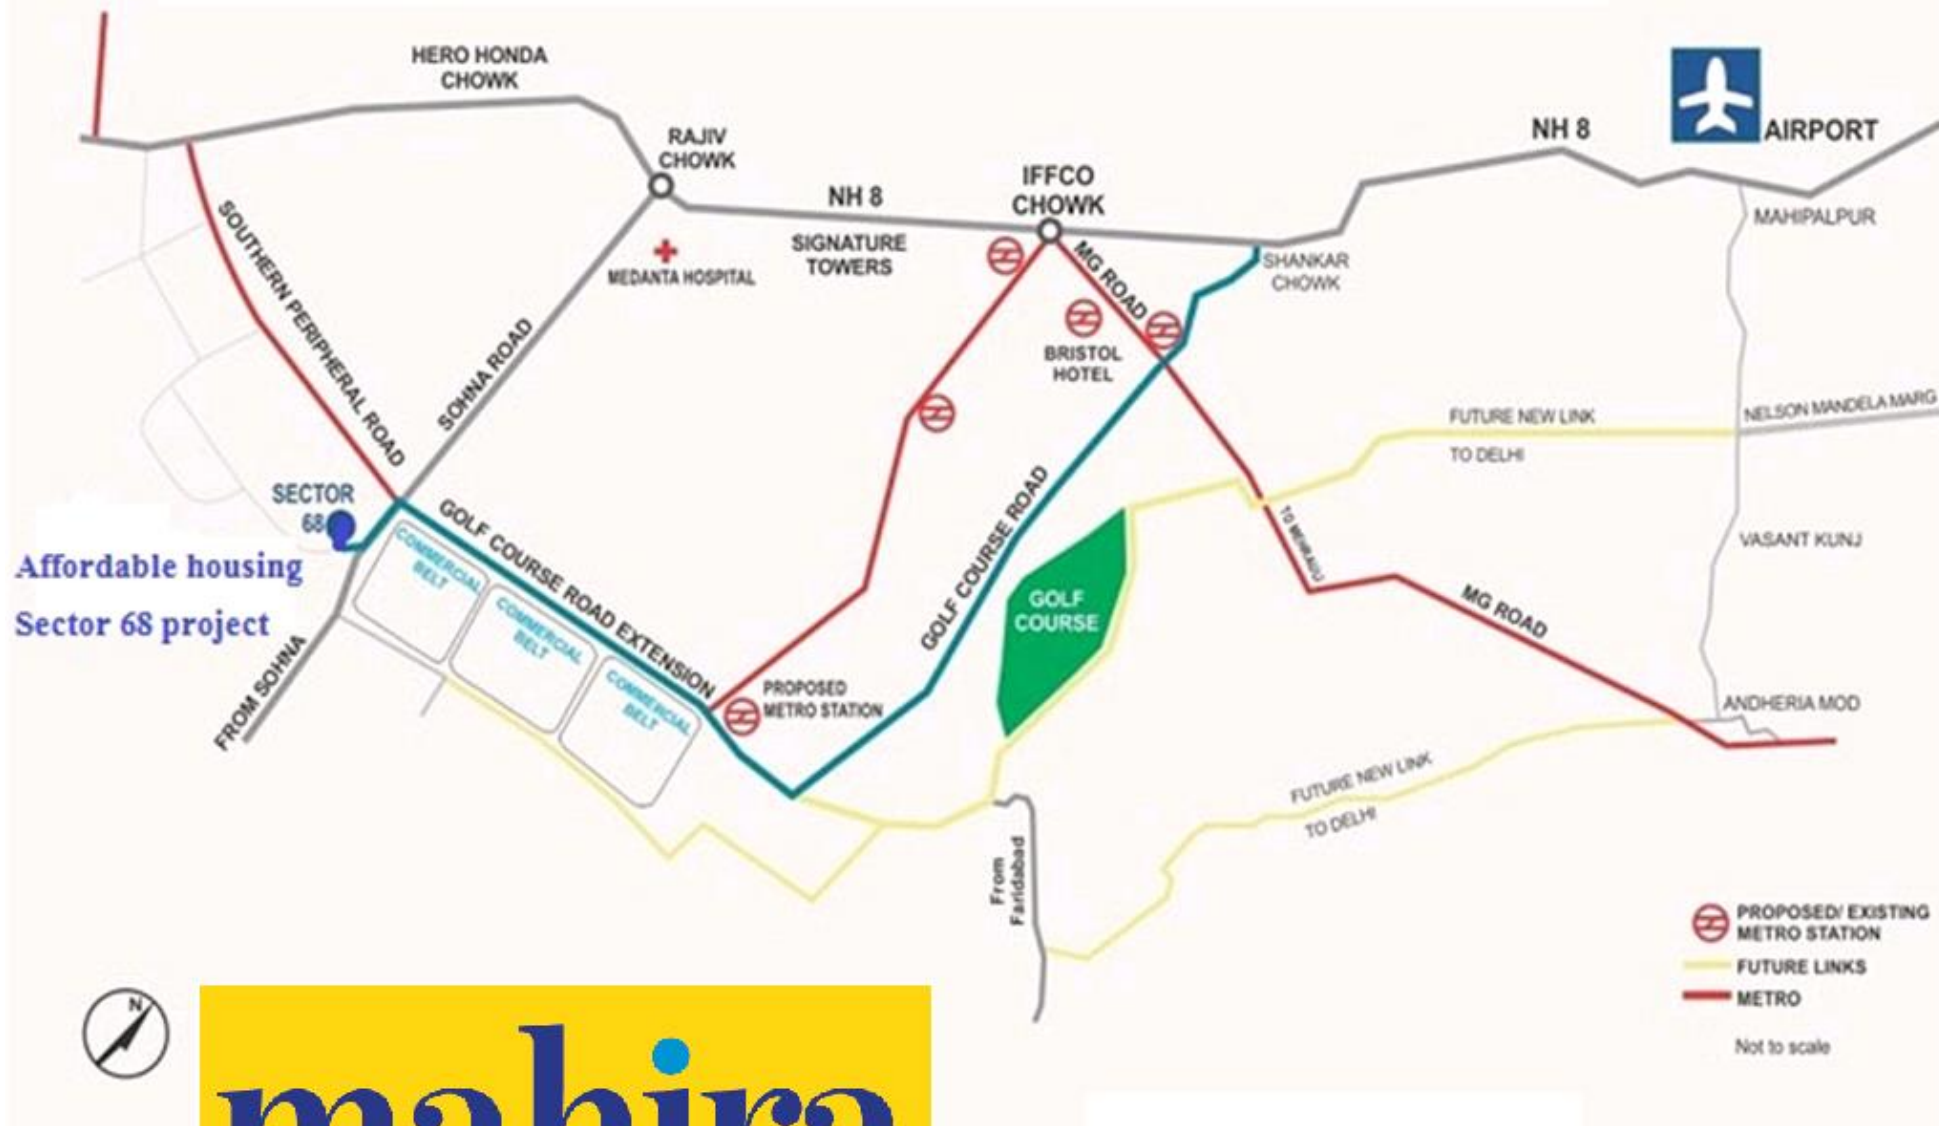 HERO HONDA
CHOWK
RAJIV
CHOWK
NH 8
AIRPORT
IFFCO
CHOWK
NH 8
MAHIPALPUR
SOUTHERN PERIPHERAL ROAD
SIGNATURE
TOWERS
MEDANTA HOSPITAL
MG ROAD
SHANKAR
CHOWK
SOHNA ROAD
BRISTOL
HOTEL
FUTURE NEW LINK
TO DELHI
NELSON MANDELA MARG
SECTOR
68
GOLF COURSE ROAD EXTENSION
GOLF COURSE ROAD
TO MEHRAULI
VASANT KUNJ
Affordable housing
Sector 68 project
COMMERCIAL
BELT
COMMERCIAL
BELT
COMMERCIAL
BELT
GOLF
COURSE
MG ROAD
FROM SOHNA
PROPOSED
METRO STATION
ANDHERIA MOD
FUTURE NEW LINK
TO DELHI
From
Faridabad
PROPOSED/ EXISTING
METRO STATION
FUTURE LINKS
METRO
Not to scale
N
mahira